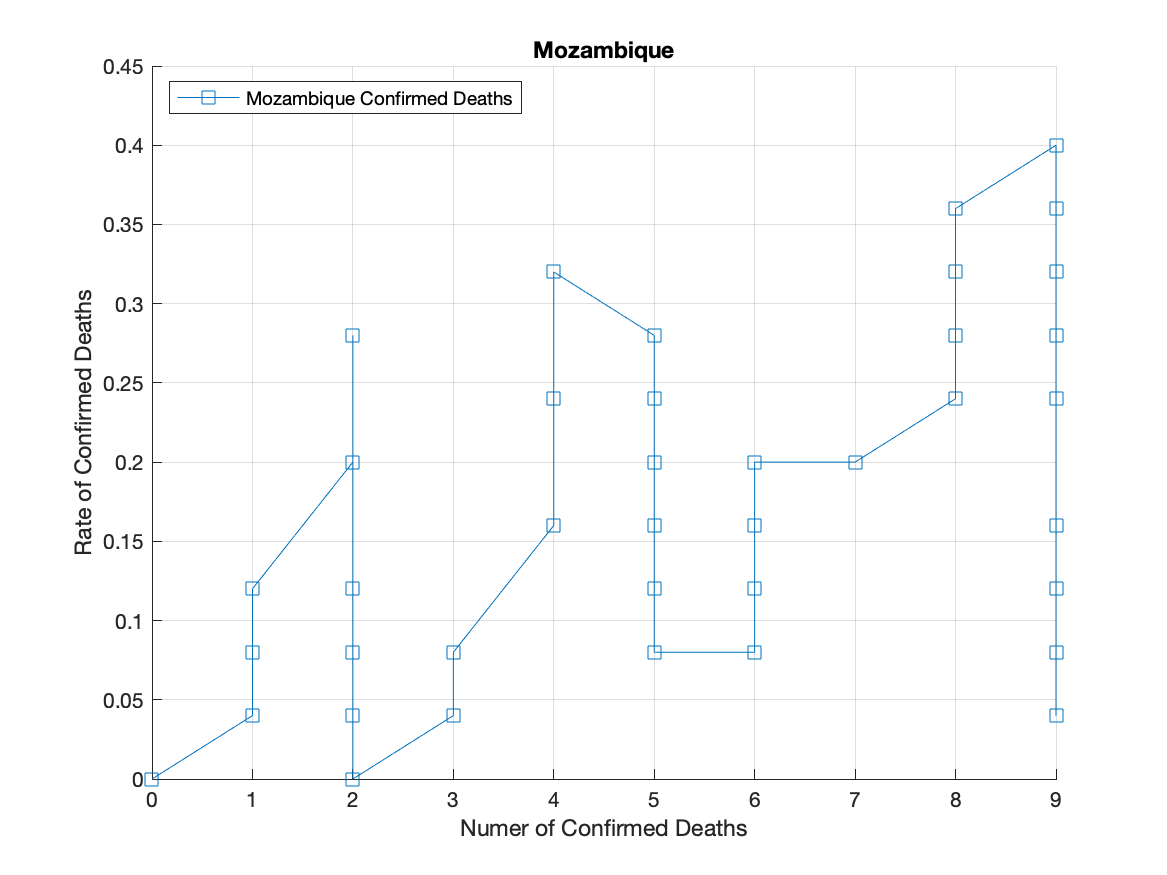 Mozambique
Mozambique Confirmed Deaths
Rate of Confirmed Deaths
0.45
0.4
0.35
0.3
0.25
0.2
0.15
0.1
0.05
0
0 1 2 3 4 5 6 7 8 9
Numer of Confirmed Deaths